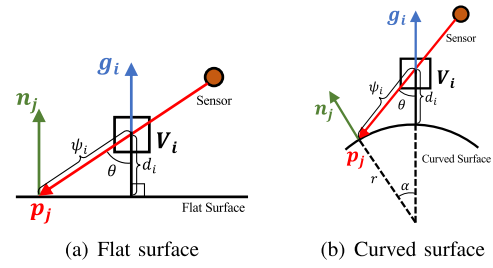 g_i
Sensor
n_j
ψ_i
V_i
θ
d_i
p_j
Flat Surface
(a) Flat surface
g_i
Sensor
ψ_i
V_i
n_j
θ
d_i
p_j
Curved Surface
r
α
(b) Curved surface